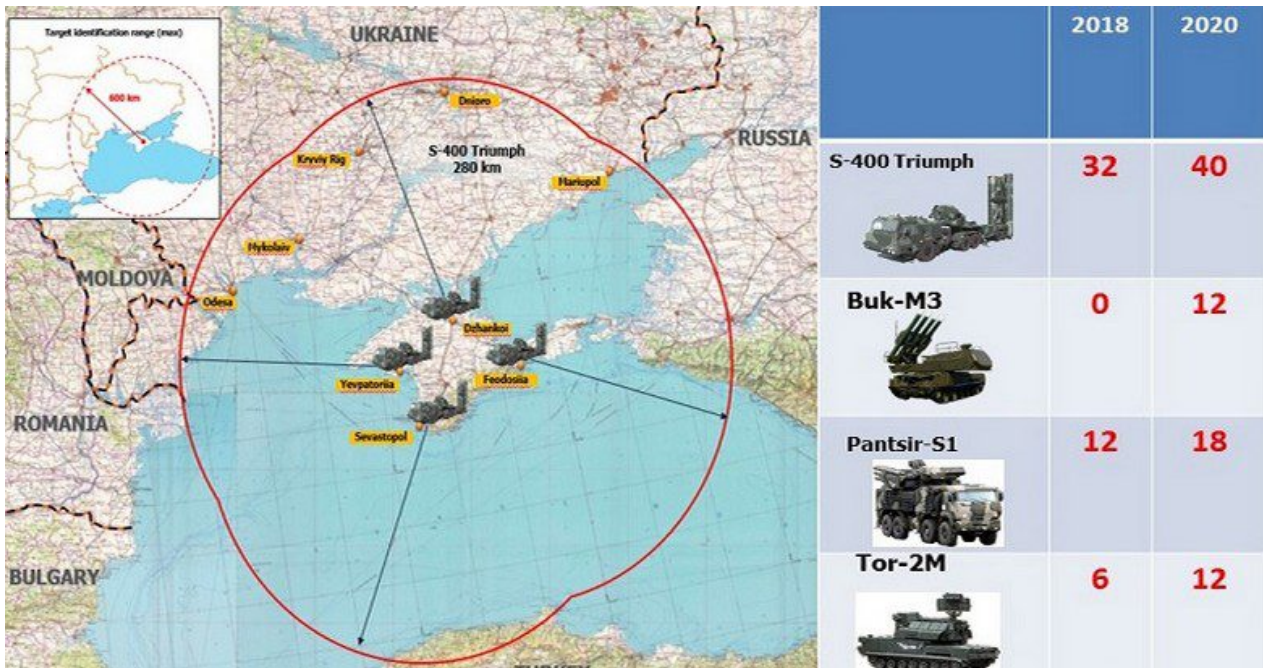 Target identification range (max)
600 km
UKRAINE
Dnioro
S-400 Triumph
280 km
Kryviy Rig
RUSSIA
Mariupol
Mykolaiv
MOLDOVA
Odesa
Dzhankoi
Yevpatoriia
Feodosiia
ROMANIA
Sevastopol
BULGARY
TURKEY
2018 2020
S-400 Triumph 32 40
Buk-M3 0 12
Pantsir-S1 12 18
Tor-2M 6 12